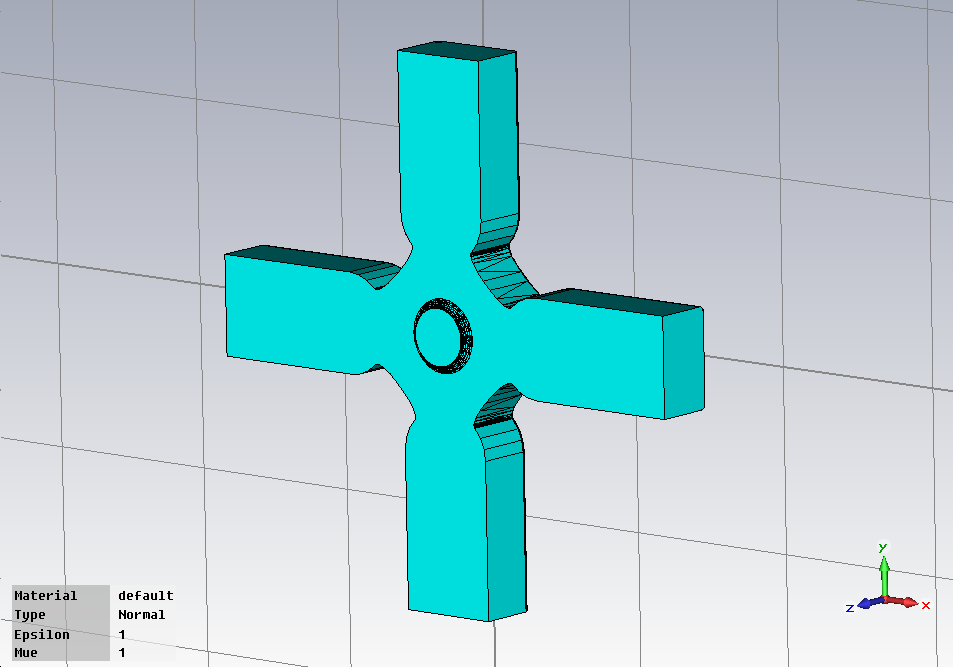 y
z x
Material default
Type Normal
Epsilon 1
Mue 1